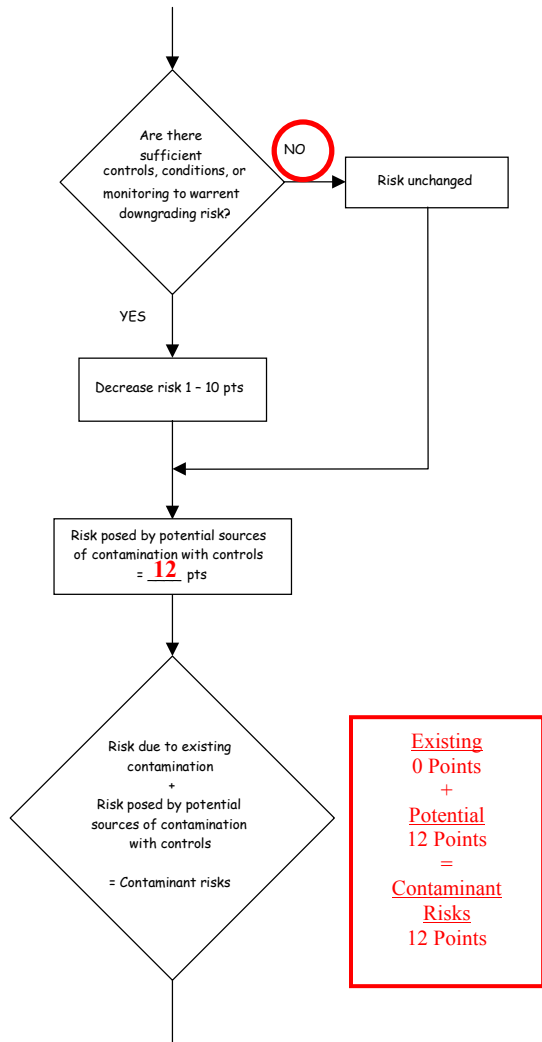 Are there
sufficient
controls, conditions, or
monitoring to warrent
downgrading risk?
NO
Risk unchanged
YES
Decrease risk 1 – 10 pts
Risk posed by potential sources
of contamination with controls
= 12 pts
Risk due to existing
contamination
+
Risk posed by potential
sources of contamination
with controls
= Contaminant risks
Existing
0 Points
+
Potential
12 Points
=
Contaminant
Risks
12 Points